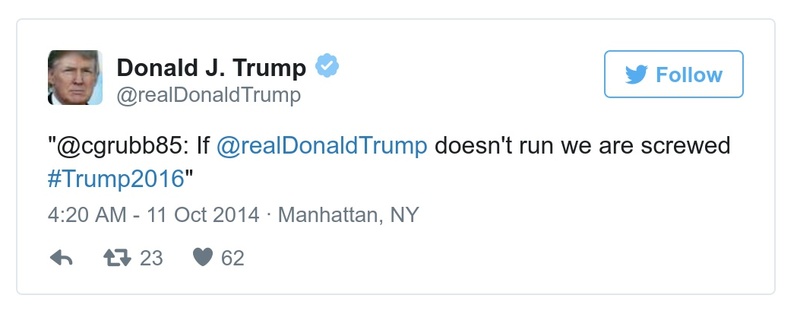 Donald J. Trump
Follow
@realDonaldTrump
"@cgrubb85: If @realDonaldTrump doesn't run we are screwed
#Trump2016"
4:20 AM - 11 Oct 2014 · Manhattan, NY
23 62